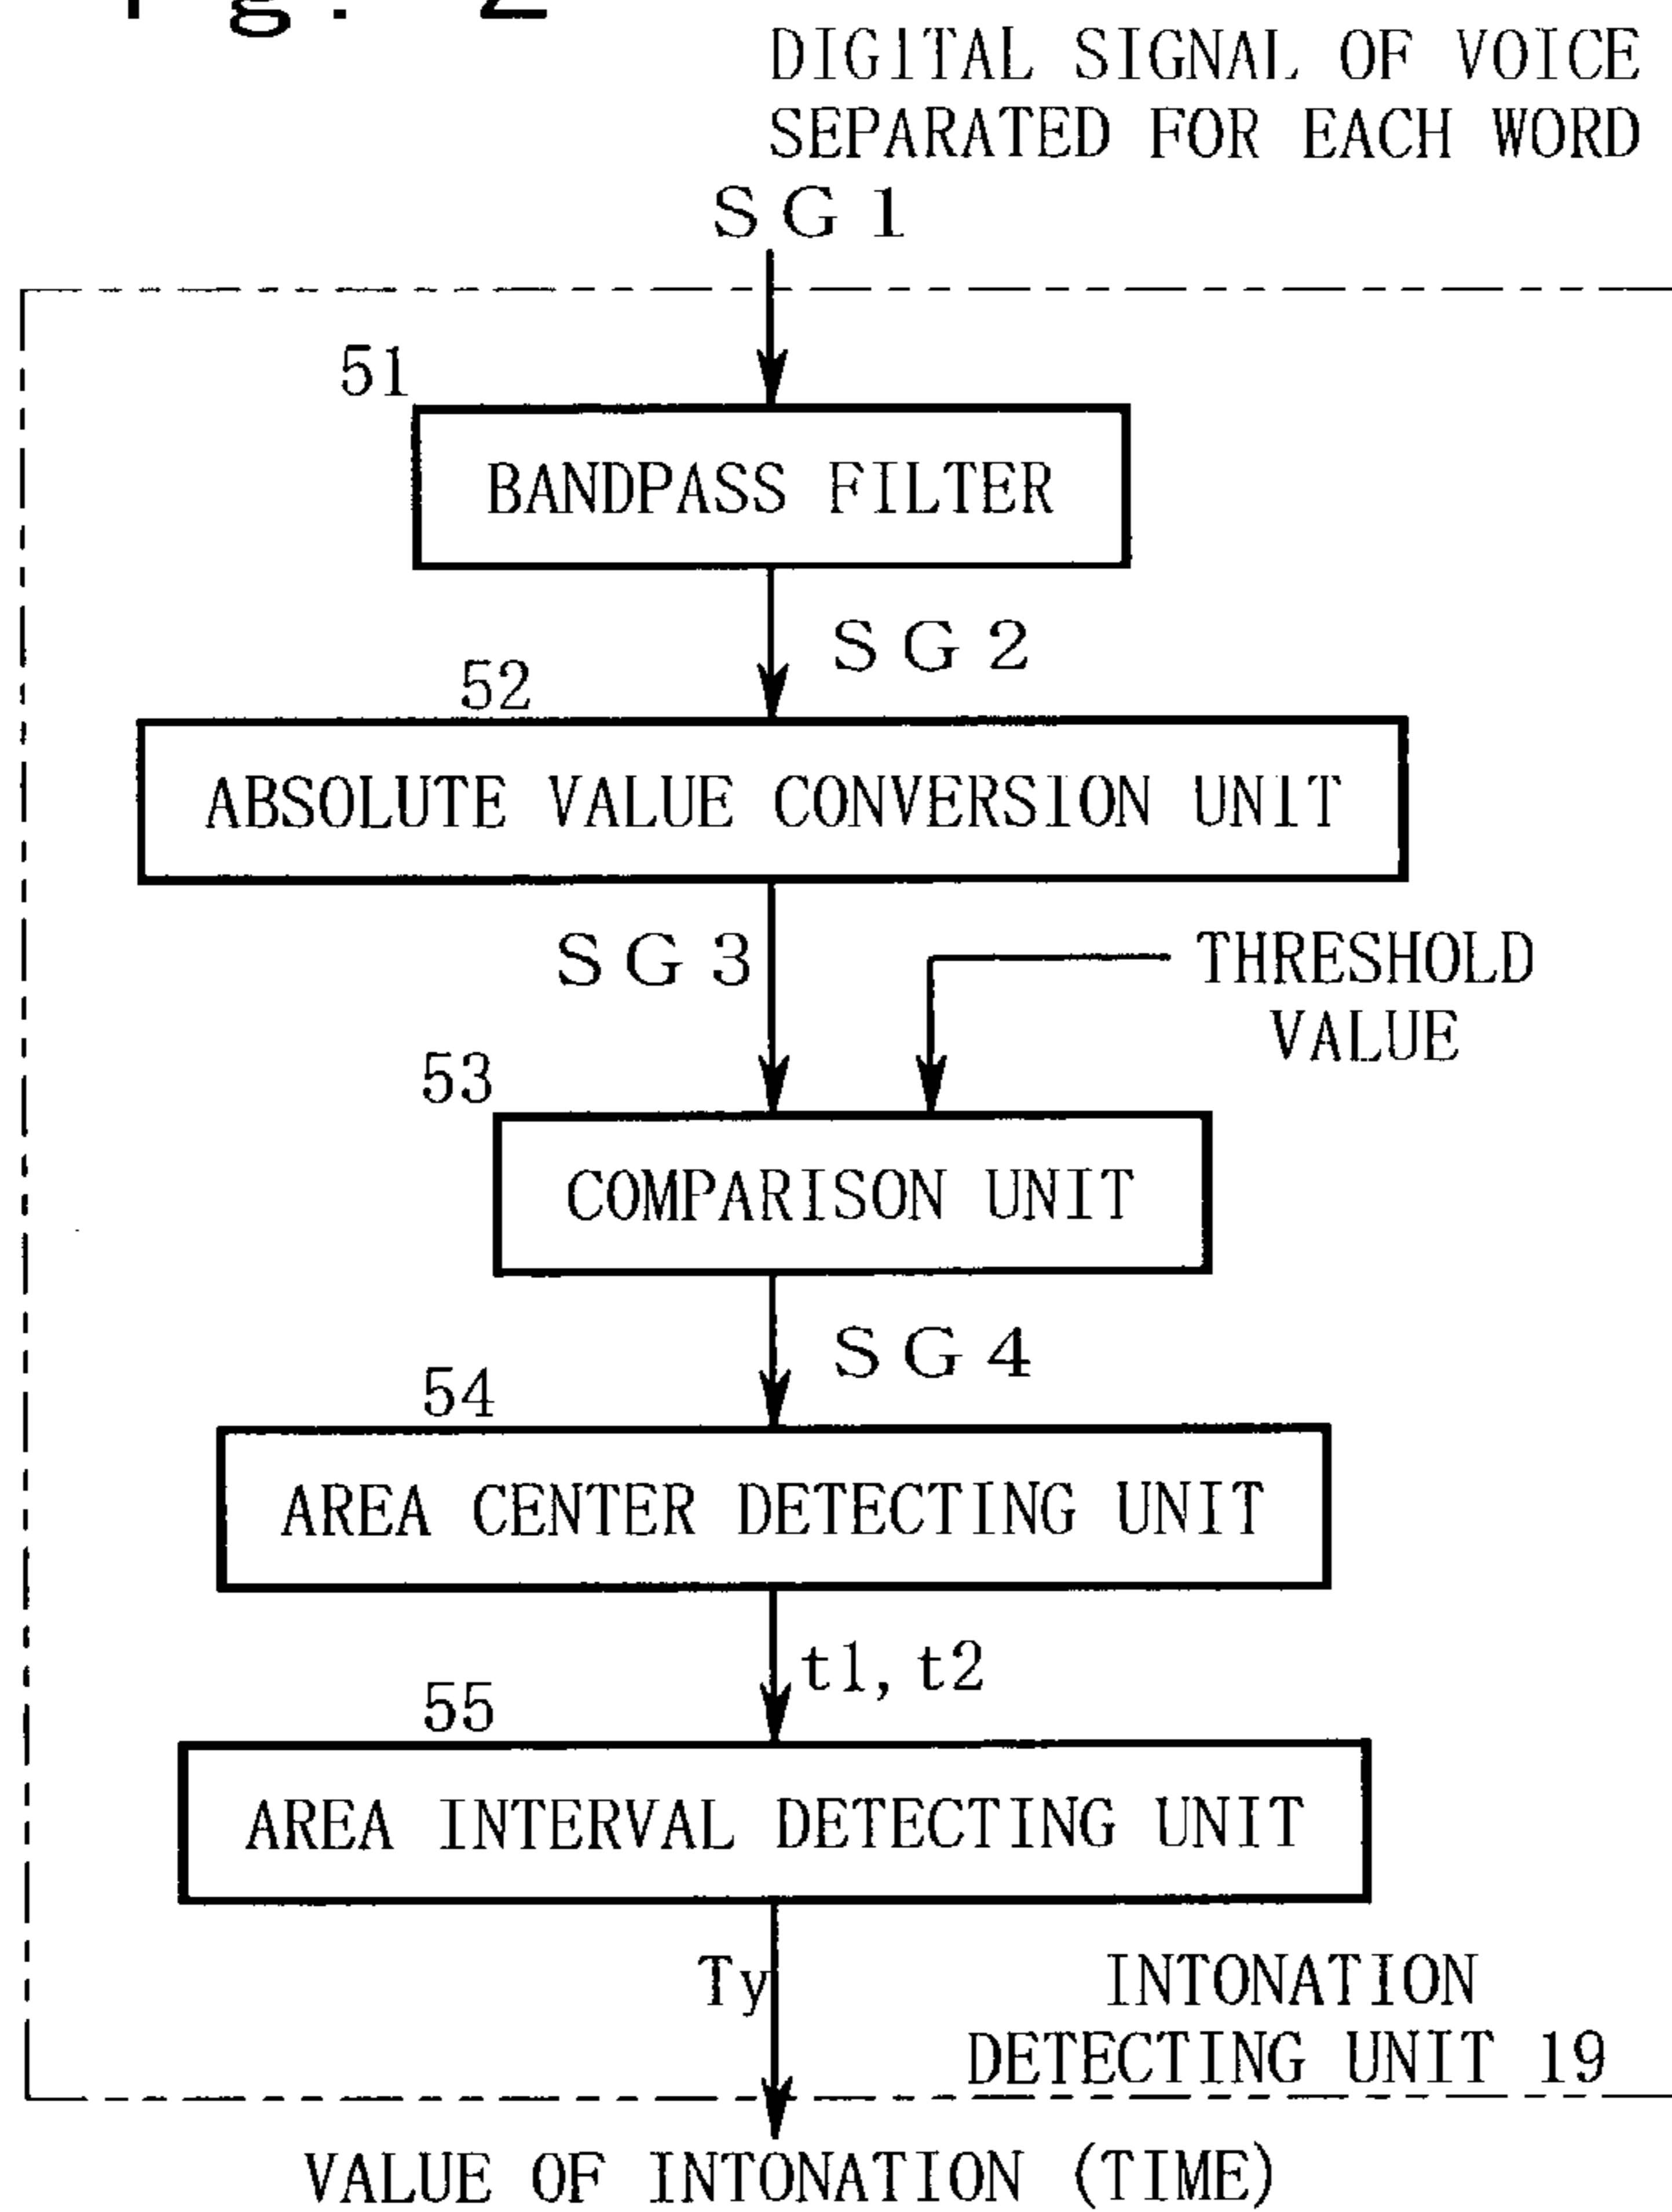 Fig. 2
DIGITAL SIGNAL OF VOICE
SEPARATED FOR EACH WORD
SG1
51
BANDPASS FILTER
SG2
52
ABSOLUTE VALUE CONVERSION UNIT
SG3
THRESHOLD
VALUE
53
COMPARISON UNIT
SG4
54
AREA CENTER DETECTING UNIT
t1, t2
55
AREA INTERVAL DETECTING UNIT
Ty
INTONATION
DETECTING UNIT 19
VALUE OF INTONATION (TIME)